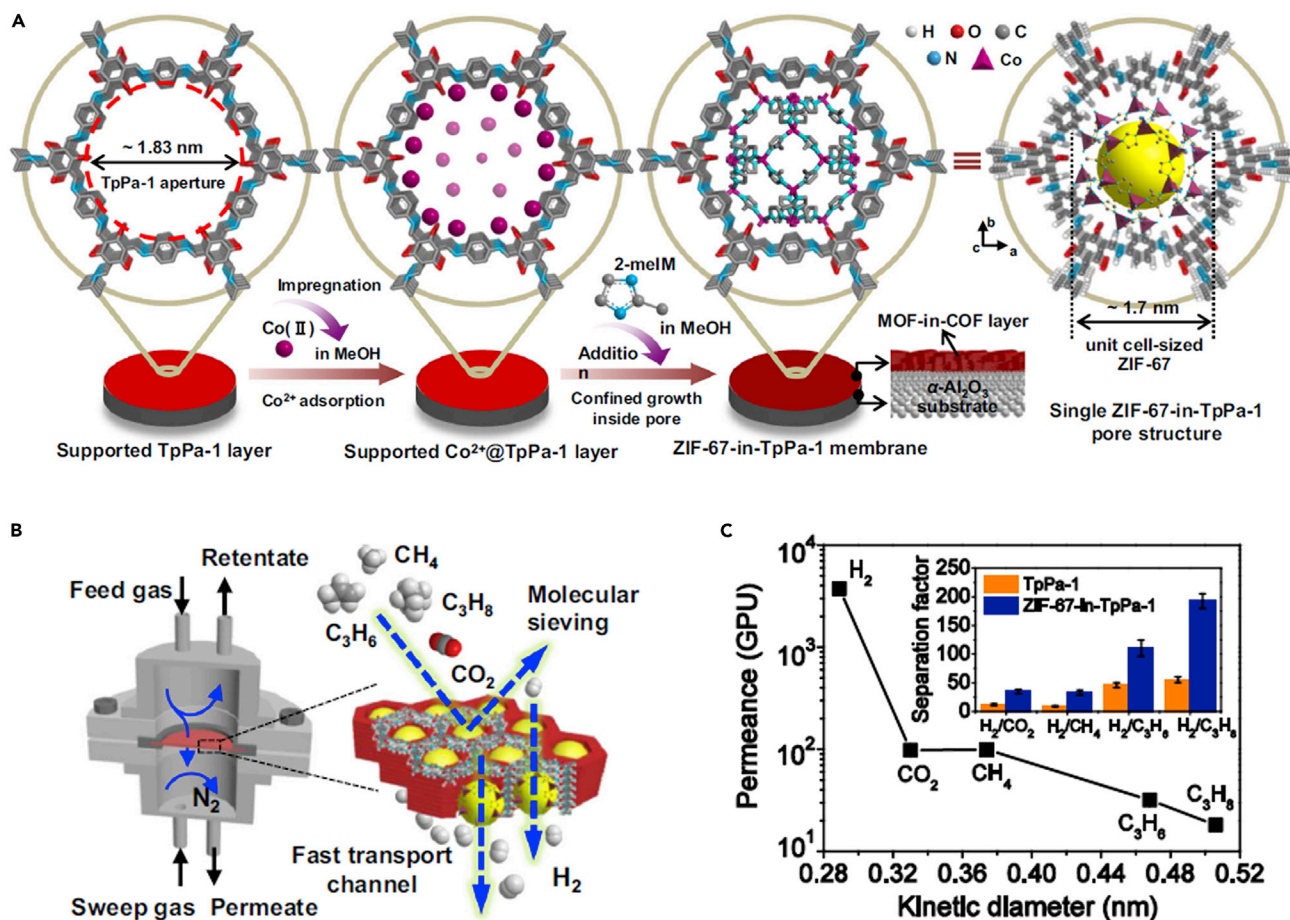 A
H O C
N Co
~ 1.83 nm
TpPa-1 aperture
b
c a
Impregnation
Co(Ⅱ)
in MeOH
Co²⁺ adsorption
2-meIM
in MeOH
Additio
n
Confined growth
inside pore
MOF-in-COF layer
α-Al₂O₃
substrate
~ 1.7 nm
unit cell-sized
ZIF-67
Supported TpPa-1 layer
Supported Co²⁺@TpPa-1 layer
ZIF-67-in-TpPa-1 membrane
Single ZIF-67-in-TpPa-1
pore structure
B
Retentate
Feed gas
N₂
Sweep gas
Permeate
CH₄
C₃H₈
C₃H₆
CO₂
Molecular
sieving
Fast transport
channel
H₂
C
Permeance (GPU)
10⁴
10³
10²
10¹
H₂
CO₂
CH₄
C₃H₆
C₃H₈
Separation factor
250
200
150
100
50
0
TpPa-1
ZIF-67-in-TpPa-1
H₂/CO₂ H₂/CH₄ H₂/C₃H₆ H₂/C₃H₈
0.28 0.32 0.36 0.40 0.44 0.48 0.52
Kinetic diameter (nm)